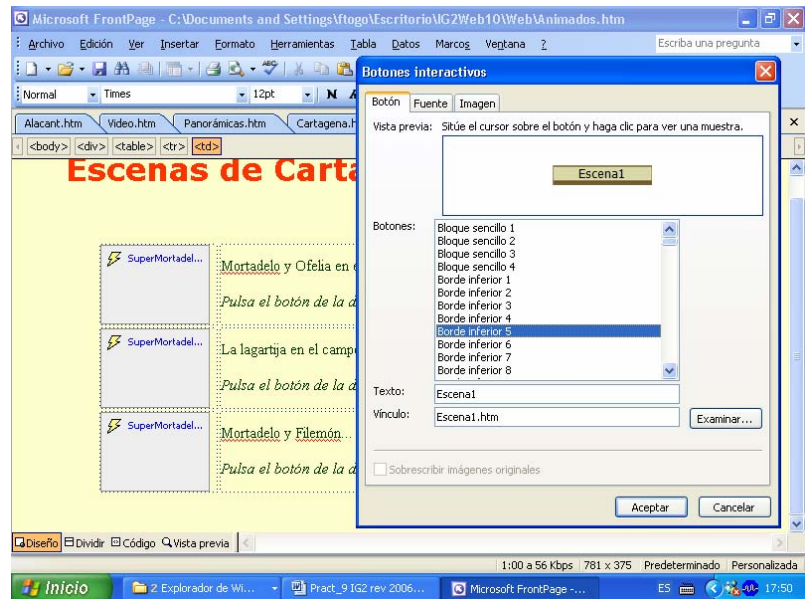 Microsoft FrontPage - C:\Documents and Settings\ftogo\Escritorio\IG2Web10\Web\Animados.htm
Archivo Edición Ver Insertar Formato Herramientas Tabla Datos Marcos Ventana ? Escriba una pregunta
Normal Times 12pt N
Alacant.htm Video.htm Panorámicas.htm Cartagena.h
<body> <div> <table> <tr> <td>
Escenas de Carta
SuperMortadel...
Mortadelo y Ofelia en e
Pulsa el botón de la d
SuperMortadel...
La lagartija en el campo
Pulsa el botón de la d
SuperMortadel...
Mortadelo y Filemón...
Pulsa el botón de la d
Botones interactivos
Botón Fuente Imagen
Vista previa: Sitúe el cursor sobre el botón y haga clic para ver una muestra.
Escena1
Botones:
Bloque sencillo 1
Bloque sencillo 2
Bloque sencillo 3
Bloque sencillo 4
Borde inferior 1
Borde inferior 2
Borde inferior 3
Borde inferior 4
Borde inferior 5
Borde inferior 6
Borde inferior 7
Borde inferior 8
Texto: Escena1
Vínculo: Escena1.htm Examinar...
Sobrescribir imágenes originales
Aceptar Cancelar
Diseño Dividir Código Vista previa
1:00 a 56 Kbps 781 x 375 Predeterminado Personalizada
Inicio 2 Explorador de Wi... Pract_9 IG2 rev 2006... Microsoft FrontPage -... ES 17:50